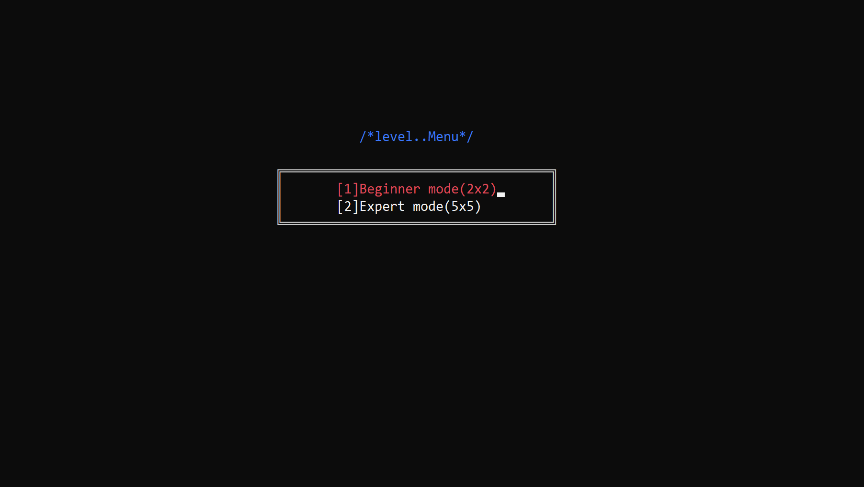 /*level..Menu*/
[1]Beginner mode(2x2)
[2]Expert mode(5x5)